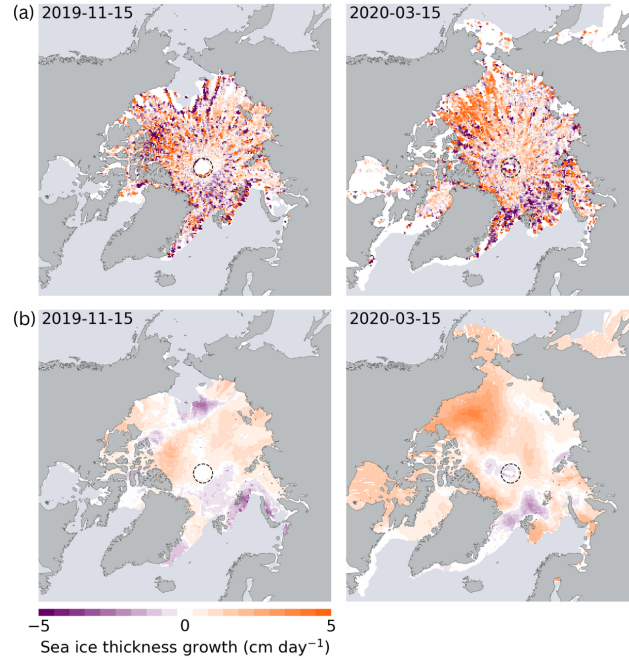 (a) 2019-11-15 2020-03-15
(b) 2019-11-15 2020-03-15
−5 0 5
Sea ice thickness growth (cm day⁻¹)